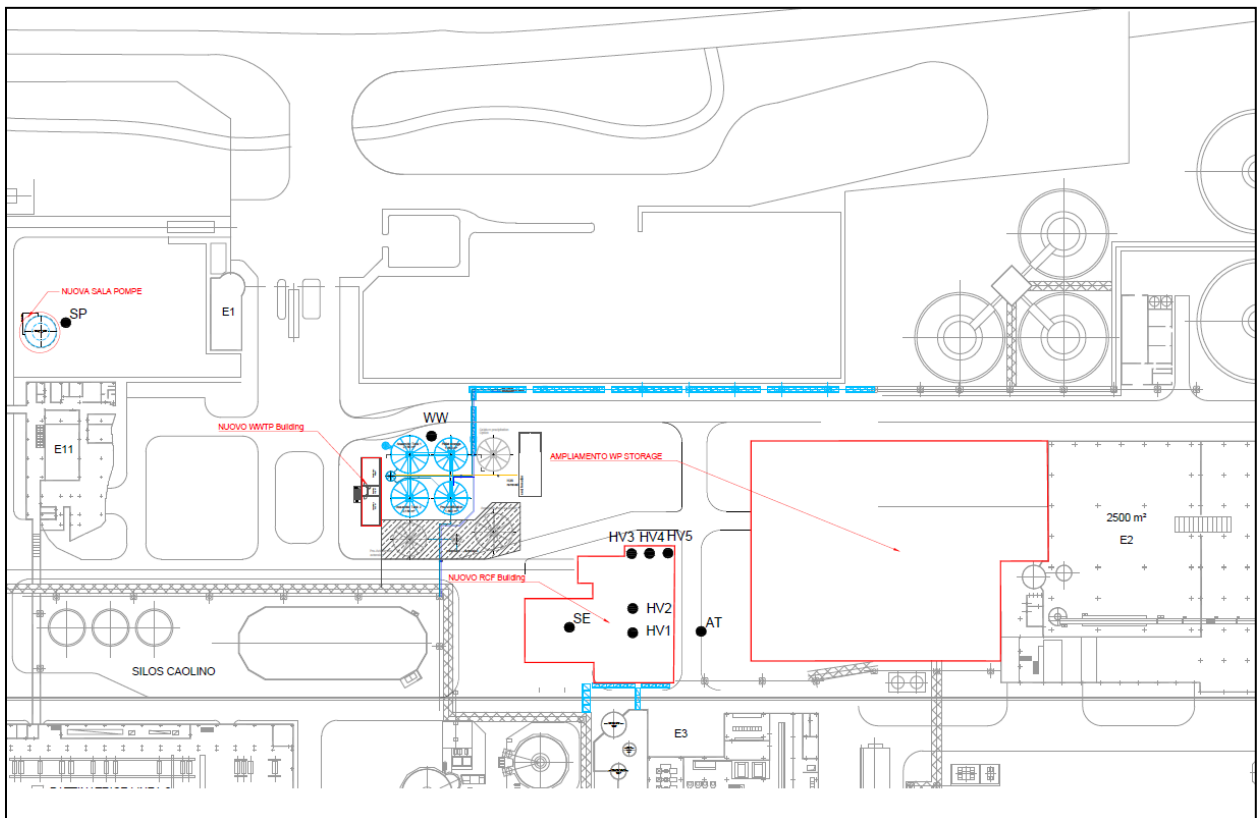 NUOVA SALA POMPE
SP
E1
WW
NUOVO WWTP Building
E11
AMPLIAMENTO WP STORAGE
2500 m²
E2
HV3 HV4 HV5
NUOVO RCF Building
HV2
SE
HV1
AT
SILOS CAOLINO
E3